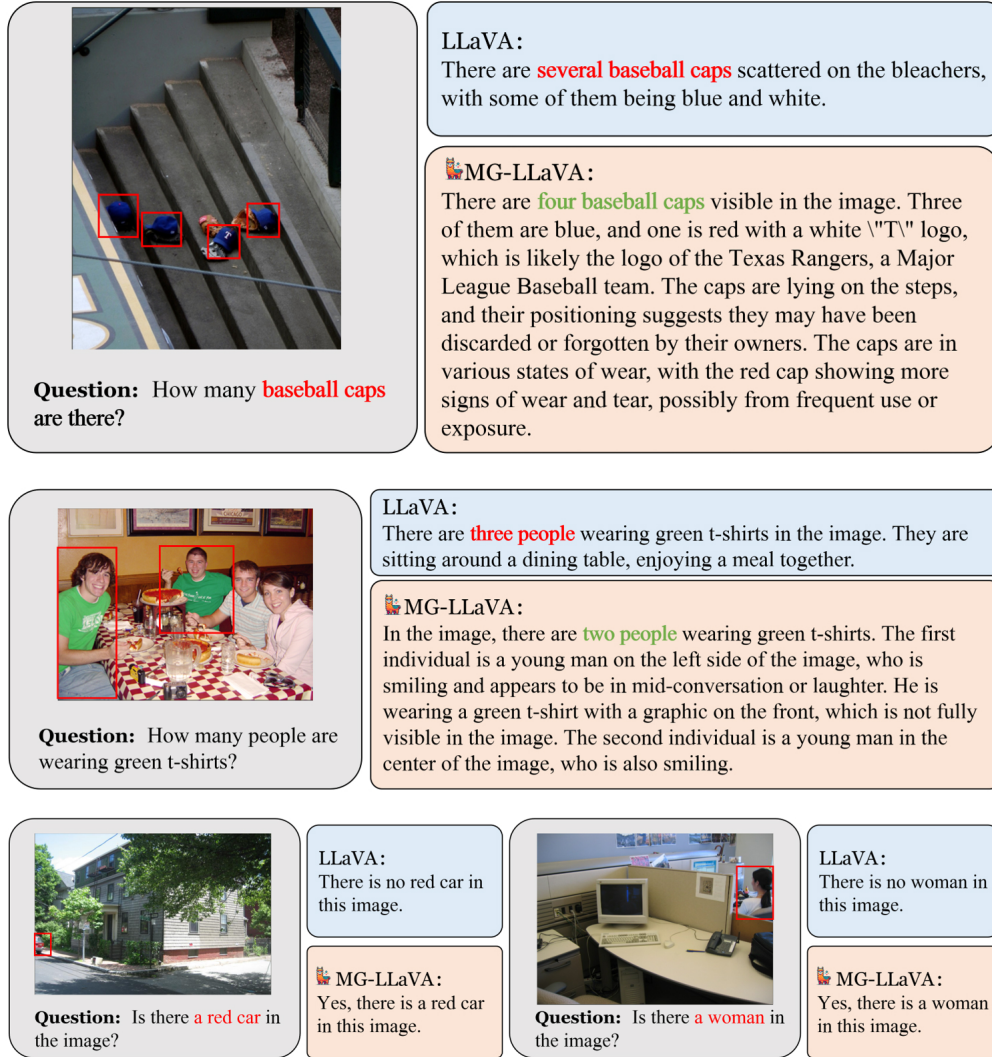 LLaVA:
There are several baseball caps scattered on the bleachers,
with some of them being blue and white.
MG-LLaVA:
There are four baseball caps visible in the image. Three
of them are blue, and one is red with a white \"T\" logo,
which is likely the logo of the Texas Rangers, a Major
League Baseball team. The caps are lying on the steps,
and their positioning suggests they may have been
discarded or forgotten by their owners. The caps are in
various states of wear, with the red cap showing more
signs of wear and tear, possibly from frequent use or
exposure.
T
Question: How many baseball caps
are there?
LLaVA:
There are three people wearing green t-shirts in the image. They are
sitting around a dining table, enjoying a meal together.
MG-LLaVA:
In the image, there are two people wearing green t-shirts. The first
individual is a young man on the left side of the image, who is
smiling and appears to be in mid-conversation or laughter. He is
wearing a green t-shirt with a graphic on the front, which is not fully
visible in the image. The second individual is a young man in the
center of the image, who is also smiling.
Question: How many people are
wearing green t-shirts?
LLaVA:
There is no red car in
this image.
MG-LLaVA:
Yes, there is a red car
in this image.
Question: Is there a red car in
the image?
LLaVA:
There is no woman in
this image.
MG-LLaVA:
Yes, there is a woman
in this image.
Question: Is there a woman in
the image?